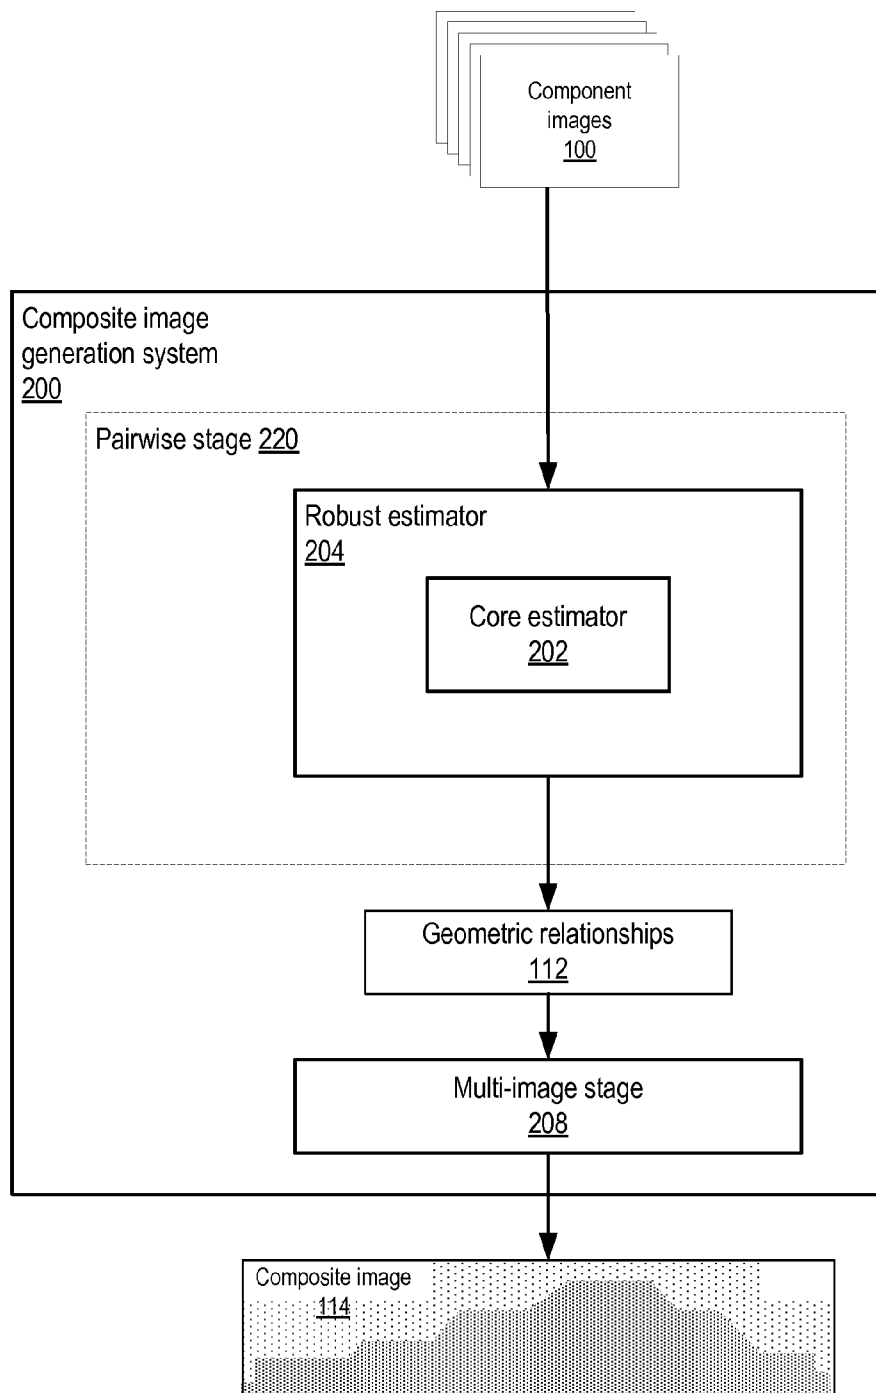 Component
images
100
Composite image
generation system
200
Pairwise stage 220
Robust estimator
204
Core estimator
202
Geometric relationships
112
Multi-image stage
208
Composite image
114